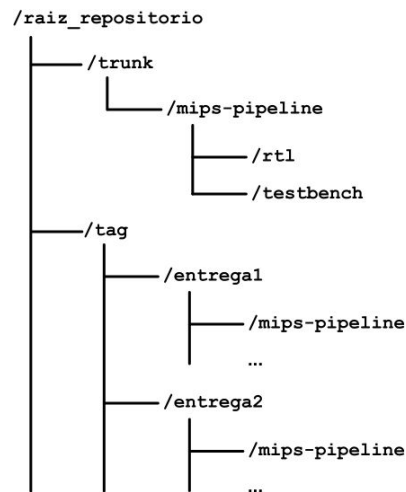 /raiz_repositorio
/trunk
/mips-pipeline
/rtl
/testbench
/tag
/entrega1
/mips-pipeline
...
/entrega2
/mips-pipeline
...